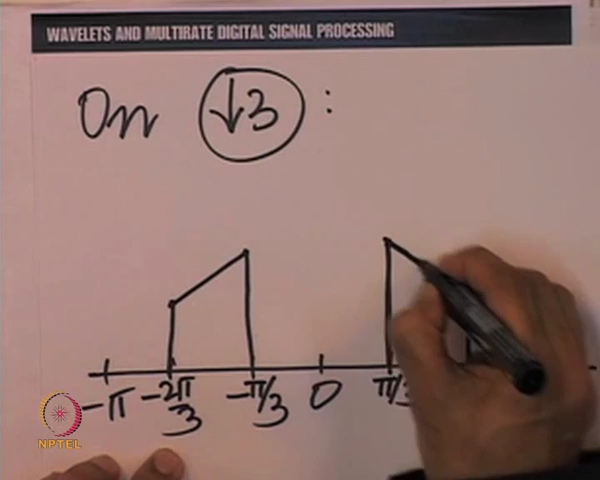 WAVELETS AND MULTIRATE DIGITAL SIGNAL PROCESSING
On ↓3 :
-π -2π/3 -π/3 0 π/3
NPTEL